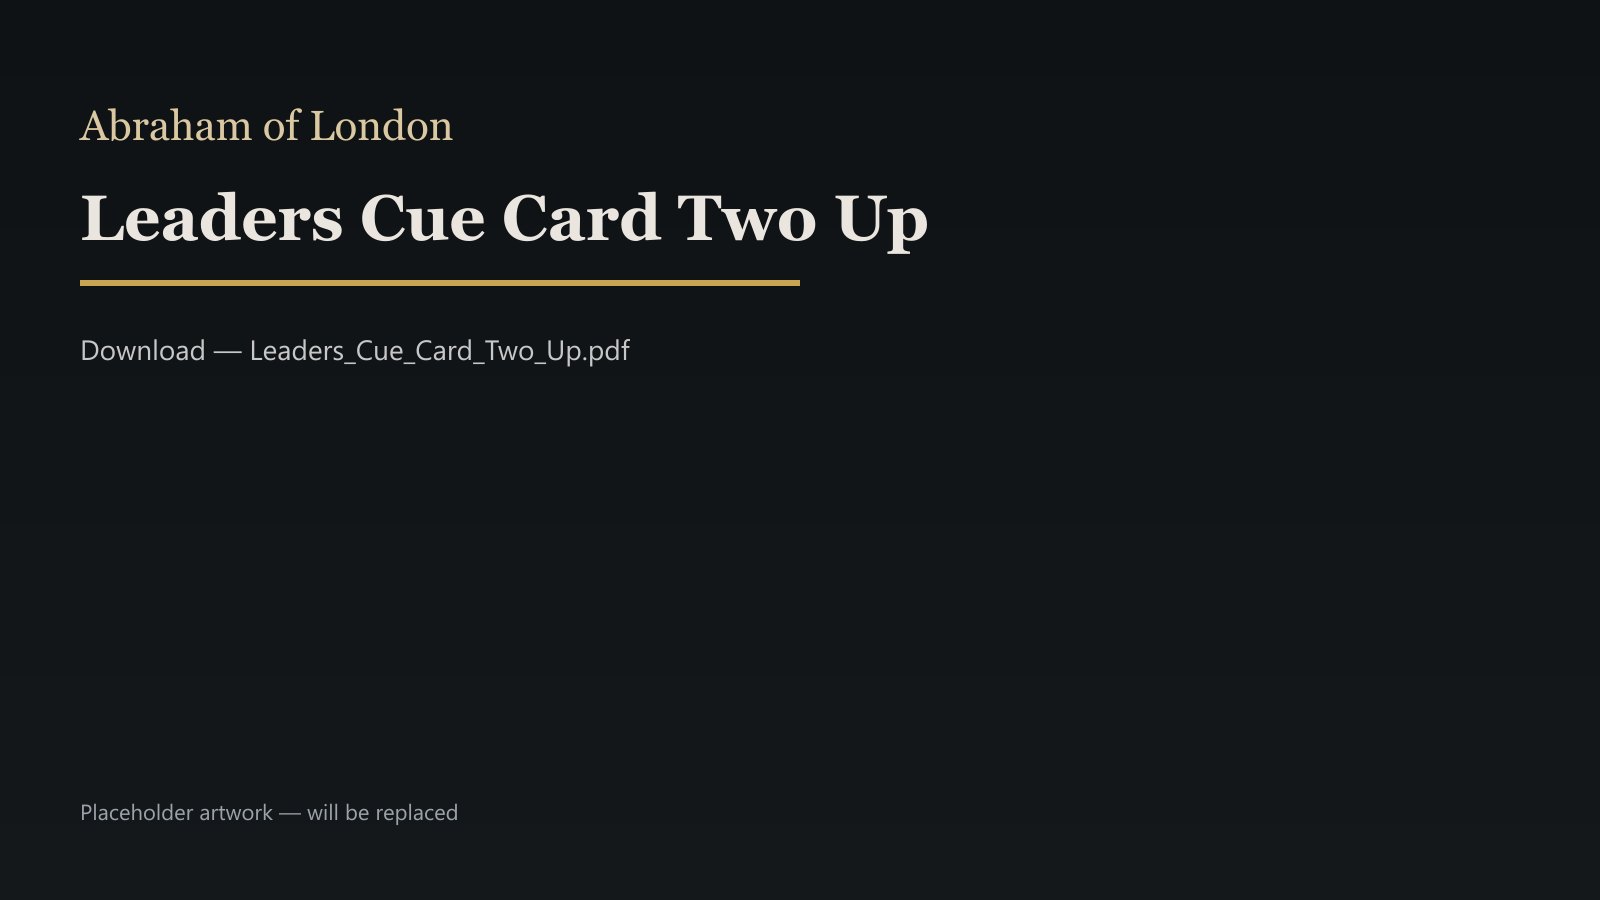 Abraham of London
Leaders Cue Card Two Up
Download — Leaders_Cue_Card_Two_Up.pdf
Placeholder artwork — will be replaced